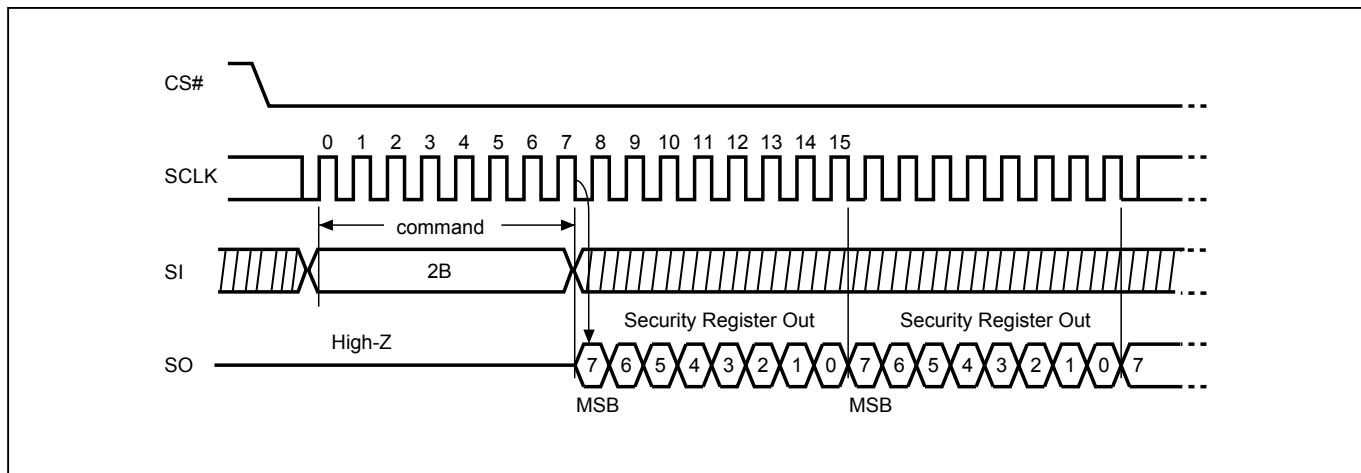 CS#
0 1 2 3 4 5 6 7 8 9 10 11 12 13 14 15
SCLK
command
SI
2B
Security Register Out Security Register Out
High-Z
SO
7 6 5 4 3 2 1 0 7 6 5 4 3 2 1 0 7
MSB MSB